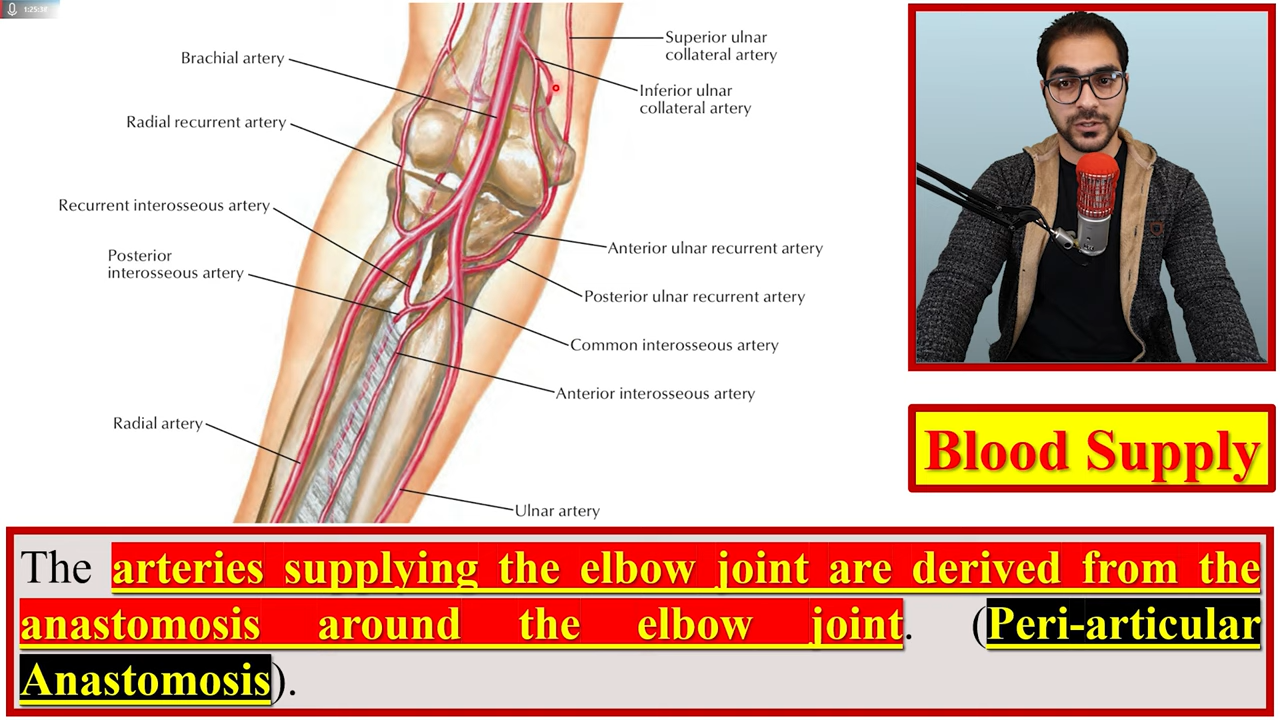 1:25:37
Brachial artery
Radial recurrent artery
Recurrent interosseous artery
Posterior
interosseous artery
Radial artery
Superior ulnar
collateral artery
Inferior ulnar
collateral artery
Anterior ulnar recurrent artery
Posterior ulnar recurrent artery
Common interosseous artery
Anterior interosseous artery
Ulnar artery
Blood Supply
The arteries supplying the elbow joint are derived from the
anastomosis around the elbow joint. (Peri-articular
Anastomosis).